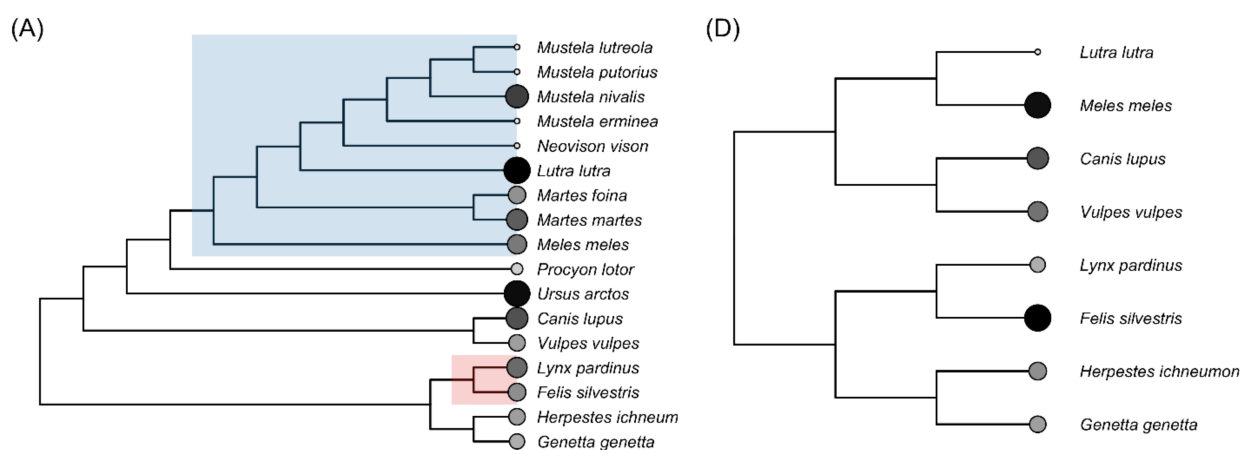 (A)
Mustela lutreola
Mustela putorius
Mustela nivalis
Mustela erminea
Neovison vison
Lutra lutra
Martes foina
Martes martes
Meles meles
Procyon lotor
Ursus arctos
Canis lupus
Vulpes vulpes
Lynx pardinus
Felis silvestris
Herpestes ichneum
Genetta genetta
(D)
Lutra lutra
Meles meles
Canis lupus
Vulpes vulpes
Lynx pardinus
Felis silvestris
Herpestes ichneumon
Genetta genetta